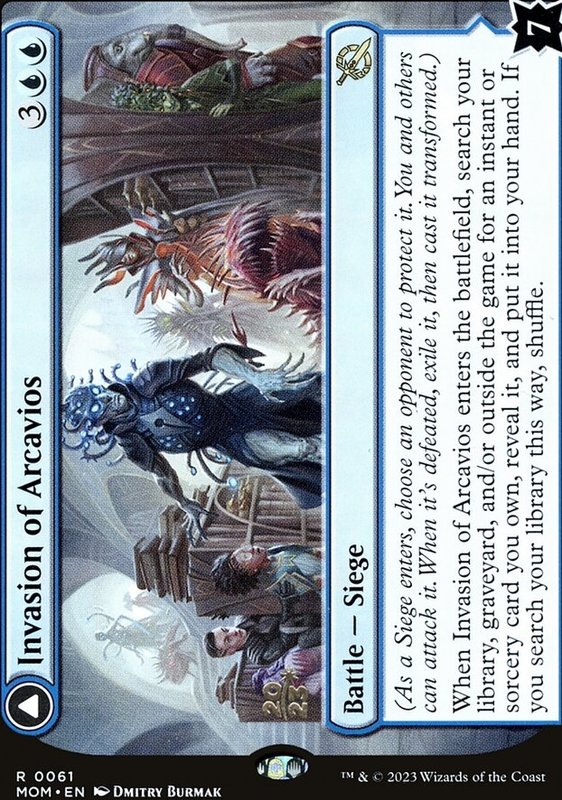 Invasion of Arcavios
3
Battle — Siege
(As a Siege enters, choose an opponent to protect it. You and others
can attack it. When it's defeated, exile it, then cast it transformed.)
When Invasion of Arcavios enters the battlefield, search your
library, graveyard, and/or outside the game for an instant or
sorcery card you own, reveal it, and put it into your hand. If
you search your library this way, shuffle.
7
2023
R 0061
MOM • EN Dmitry Burmak
™ & © 2023 Wizards of the Coast